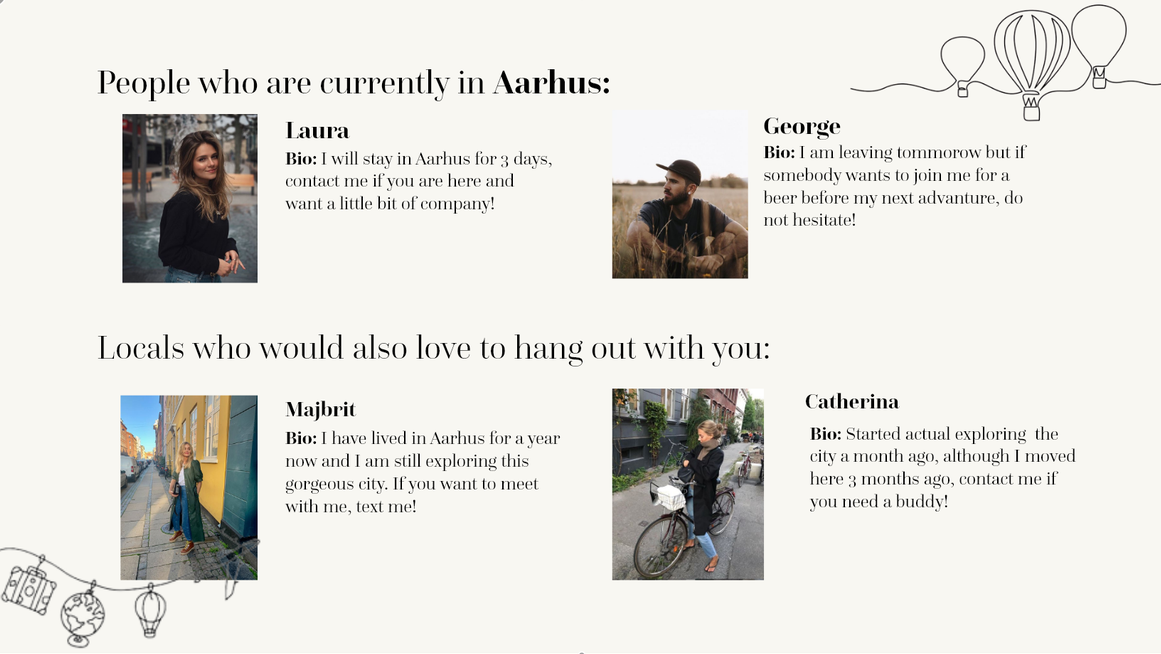 People who are currently in Aarhus:
Laura
Bio: I will stay in Aarhus for 3 days,
contact me if you are here and
want a little bit of company!
George
Bio: I am leaving tommorow but if
somebody wants to join me for a
beer before my next advanture, do
not hesitate!
Locals who would also love to hang out with you:
Majbrit
Bio: I have lived in Aarhus for a year
now and I am still exploring this
gorgeous city. If you want to meet
with me, text me!
Catherina
Bio: Started actual exploring the
city a month ago, although I moved
here 3 months ago, contact me if
you need a buddy!